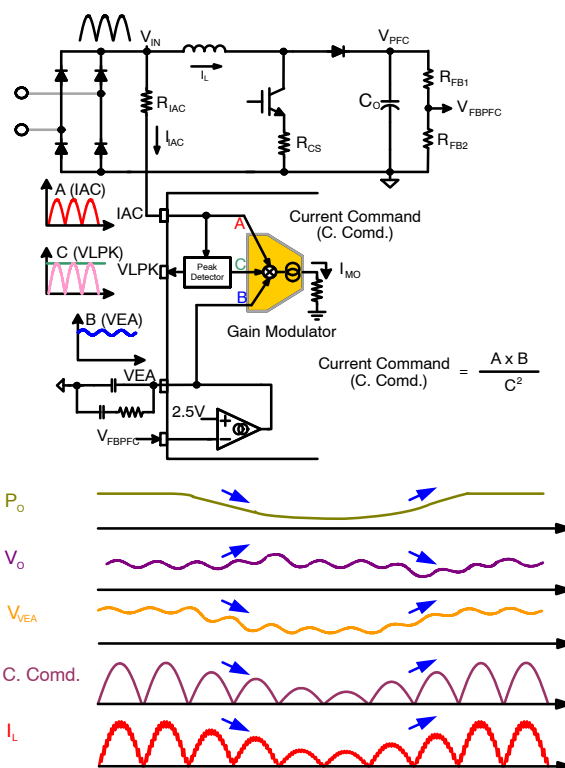 V_IN
V_PFC
I_L
R_IAC
I_IAC
R_CS
C_O
R_FB1
V_FBPFC
R_FB2
A (IAC)
IAC
A
Current Command
(C. Comd.)
C (VLPK)
VLPK
Peak
Detector
C
I_MO
B
B (VEA)
Gain Modulator
VEA
Current Command
(C. Comd.)
=
A x B
C²
2.5V
+
−
V_FBPFC
P_O
V_O
V_VEA
C. Comd.
I_L